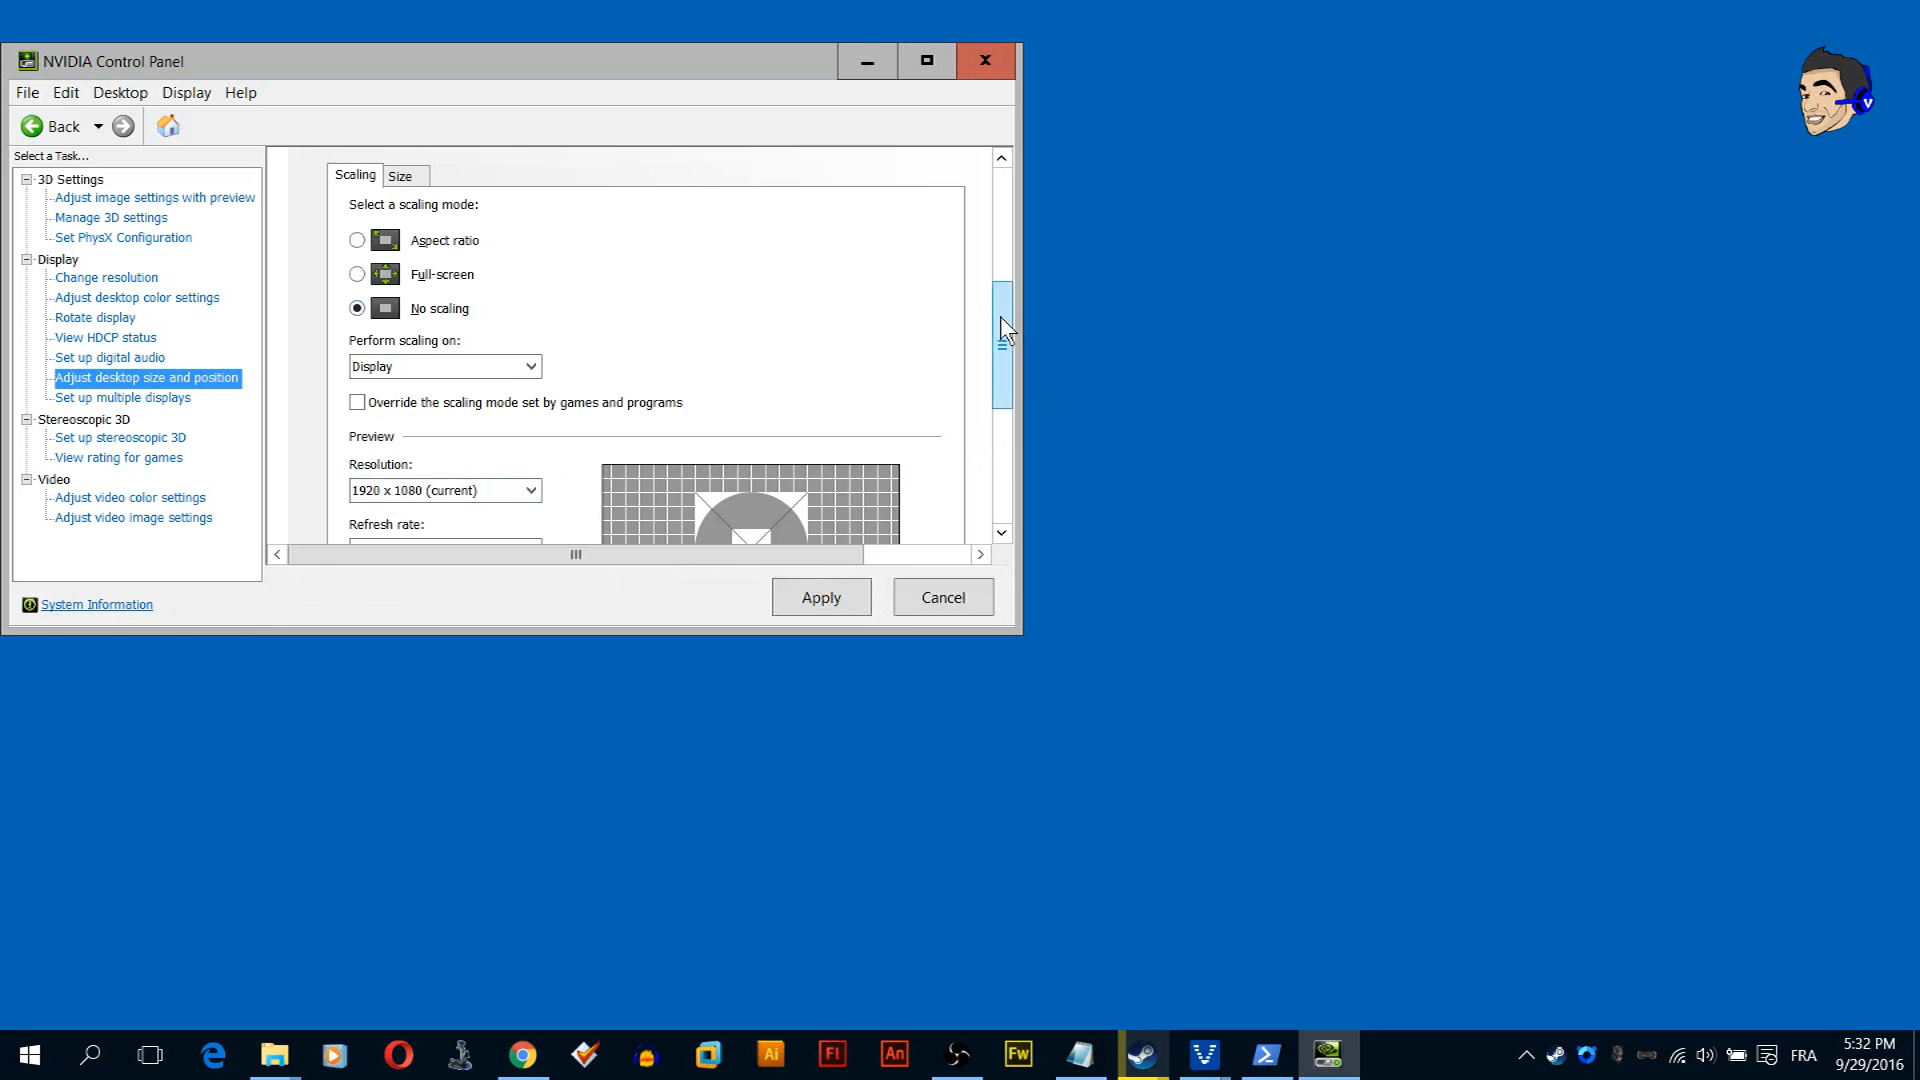 NVIDIA Control Panel
File Edit Desktop Display Help
Back
Select a Task...
3D Settings
Adjust image settings with preview
Manage 3D settings
Set PhysX Configuration
Display
Change resolution
Adjust desktop color settings
Rotate display
View HDCP status
Set up digital audio
Adjust desktop size and position
Set up multiple displays
Stereoscopic 3D
Set up stereoscopic 3D
View rating for games
Video
Adjust video color settings
Adjust video image settings
System Information
Scaling Size
Select a scaling mode:
Aspect ratio
Full-screen
No scaling
Perform scaling on:
Display
Override the scaling mode set by games and programs
Preview
Resolution:
1920 x 1080 (current)
Refresh rate:
Apply Cancel
V
Ai Fl An Fw V
FRA
5:32 PM
9/29/2016